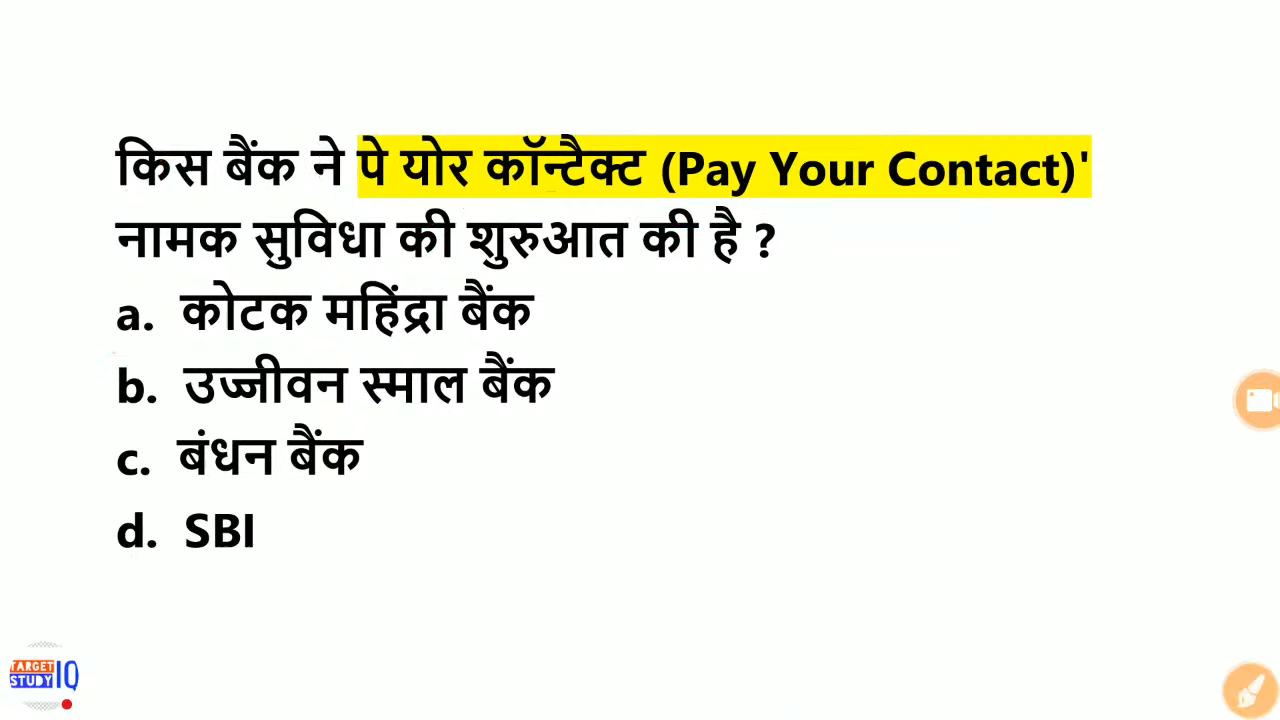 किस बैंक ने पे योर कॉन्टैक्ट (Pay Your Contact)'
नामक सुविधा की शुरुआत की है ?
a. कोटक महिंद्रा बैंक
b. उज्जीवन स्माल बैंक
c. बंधन बैंक
d. SBI
TARGET
STUDY IQ